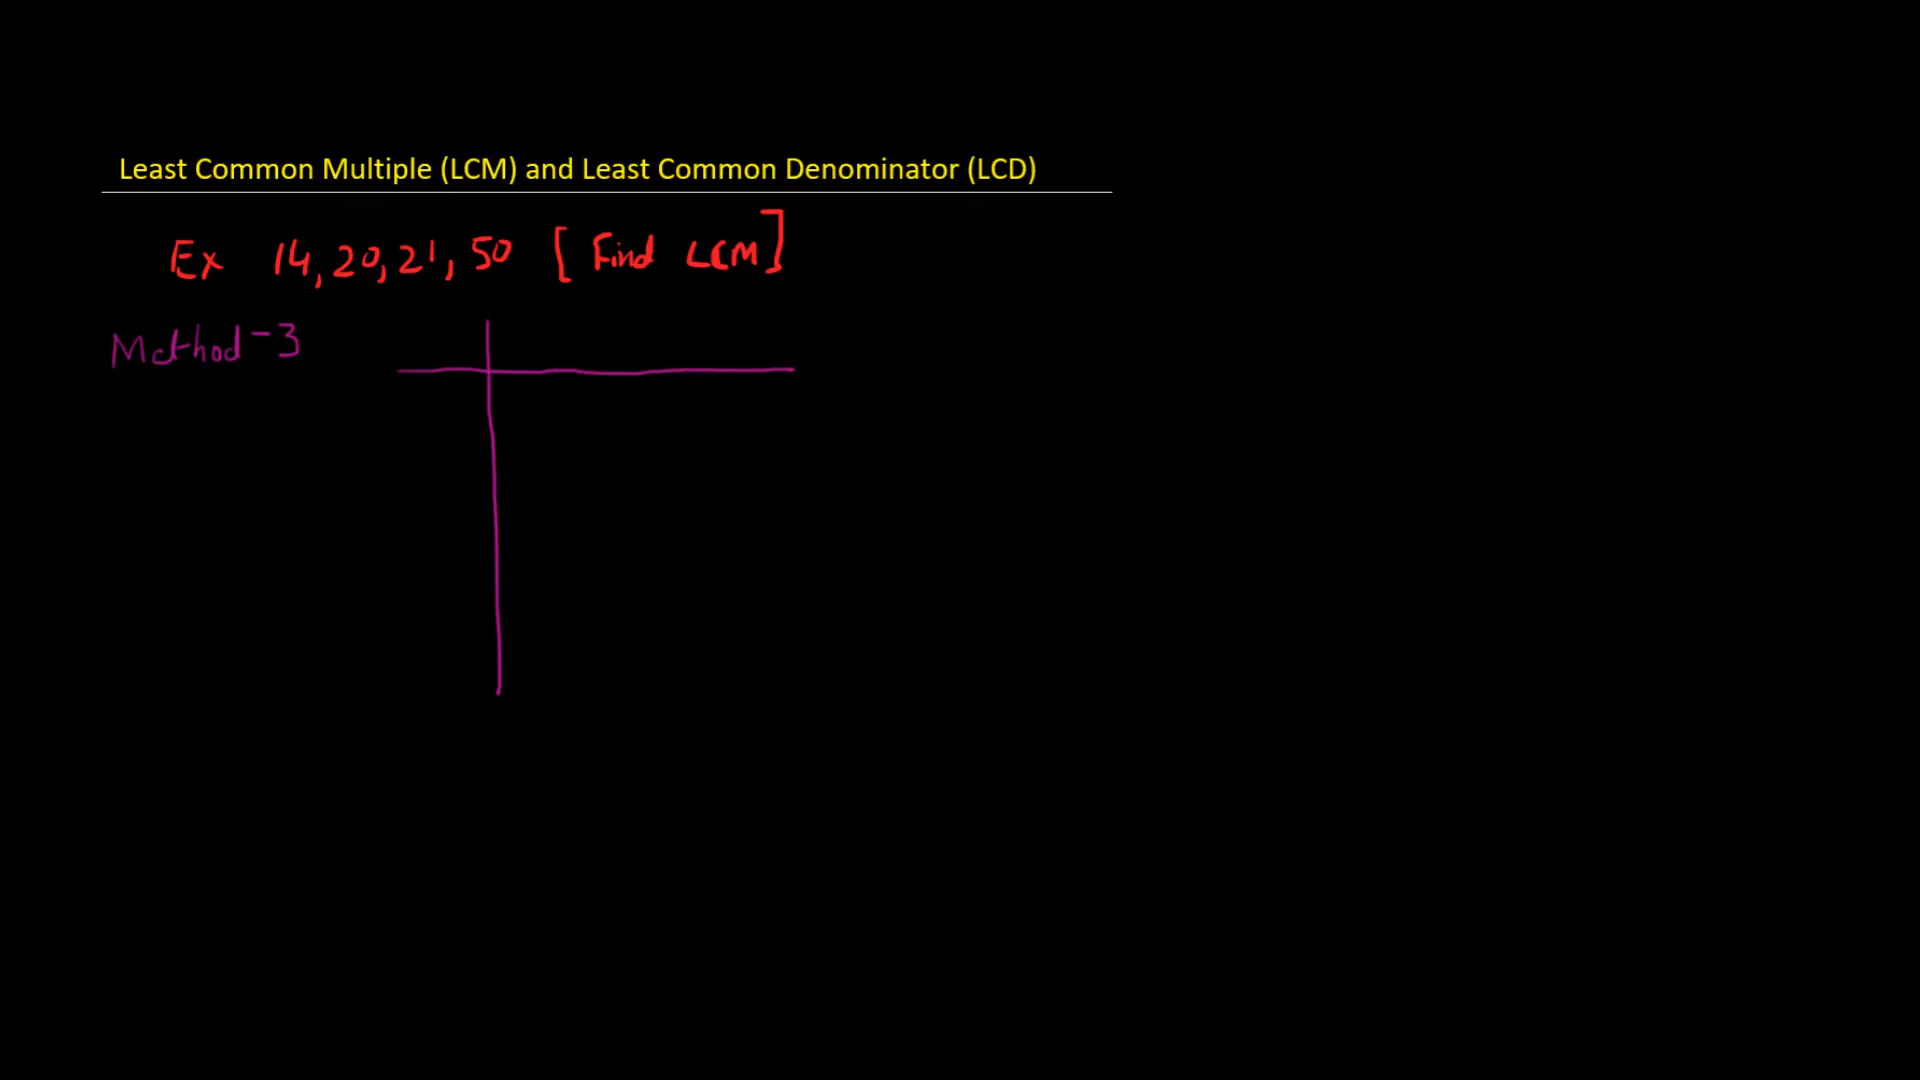 Least Common Multiple (LCM) and Least Common Denominator (LCD)
Ex 14, 20, 21, 50 [Find LCM]
Method-3